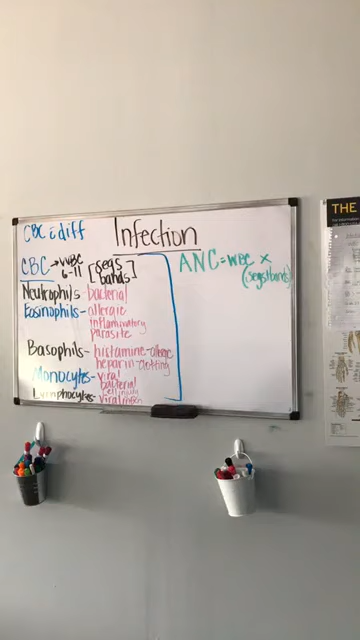 CBC c̄ diff
Infection
CBC → WBC
6-11
[segs
bands]
ANC = WBC x
(segs+bands)
Neutrophils - bacterial
Eosinophils - allergic
inflammatory
parasite
Basophils - histamine - allergic
heparin - clotting
Monocytes - viral
bacterial
Lymphocytes - viral
THE